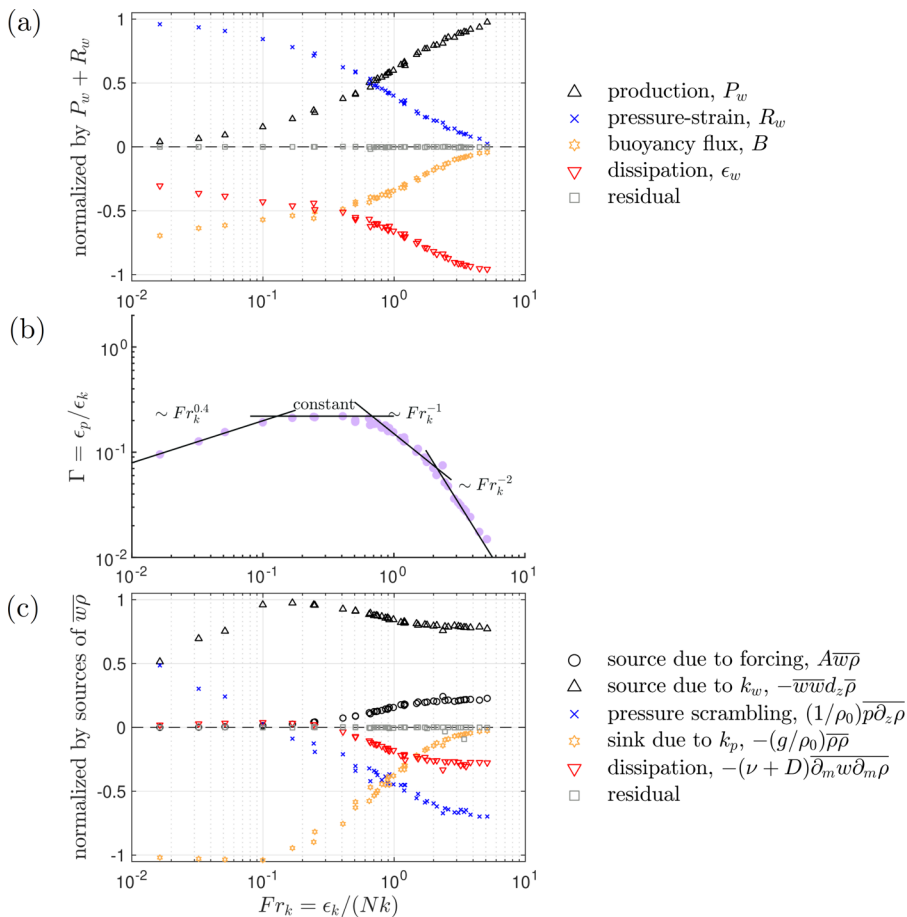 (a)
normalized by P_w + R_w
1
0.5
0
-0.5
-1
10^-2
10^-1
10^0
10^1
production, P_w
pressure-strain, R_w
buoyancy flux, B
dissipation, ϵ_w
residual
(b)
Γ = ϵ_p/ϵ_k
10^0
10^-1
10^-2
∼ Fr_k^0.4
constant
∼ Fr_k^-1
∼ Fr_k^-2
10^-2
10^-1
10^0
10^1
(c)
normalized by sources of \overline{wρ}
1
0.5
0
-0.5
-1
10^-2
10^-1
10^0
10^1
Fr_k = ϵ_k/(Nk)
source due to forcing, A\overline{wρ}
source due to k_w, −\overline{ww}d_z\overline{ρ}
pressure scrambling, (1/ρ_0)\overline{p∂_zρ}
sink due to k_p, −(g/ρ_0)\overline{ρρ}
dissipation, −(ν + D)\overline{∂_m w∂_m ρ}
residual